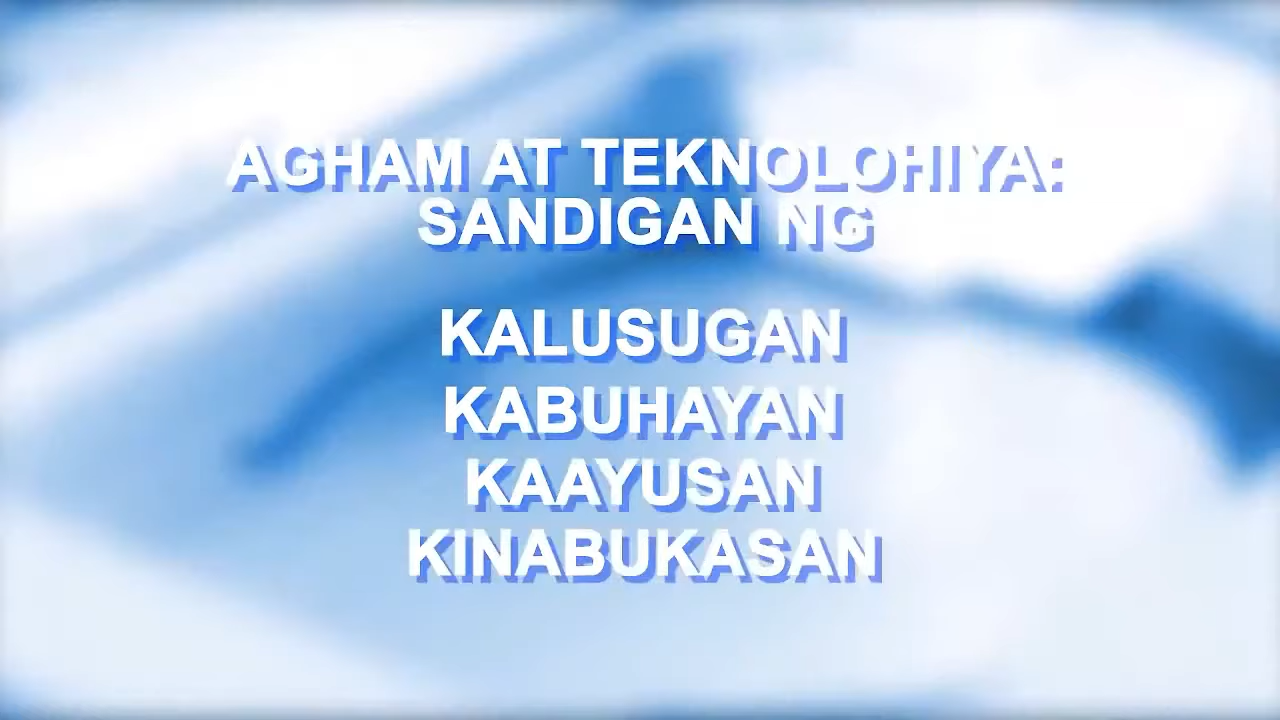 AGHAM AT TEKNOLOHIYA:
SANDIGAN NG
KALUSUGAN
KABUHAYAN
KAAYUSAN
KINABUKASAN